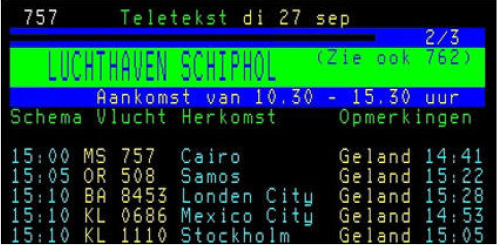 757 Teletekst di 27 sep
2/3
LUCHTHAVEN SCHIPHOL (Zie ook 762)
Aankomst van 10.30 - 15.30 uur
Schema Vlucht Herkomst Opmerkingen
15:00 MS 757 Cairo Geland 14:41
15:05 OR 508 Samos Geland 15:22
15:10 BA 8453 Londen City Geland 15:28
15:10 KL 0686 Mexico City Geland 14:53
15:10 KL 1110 Stockholm Geland 15:05